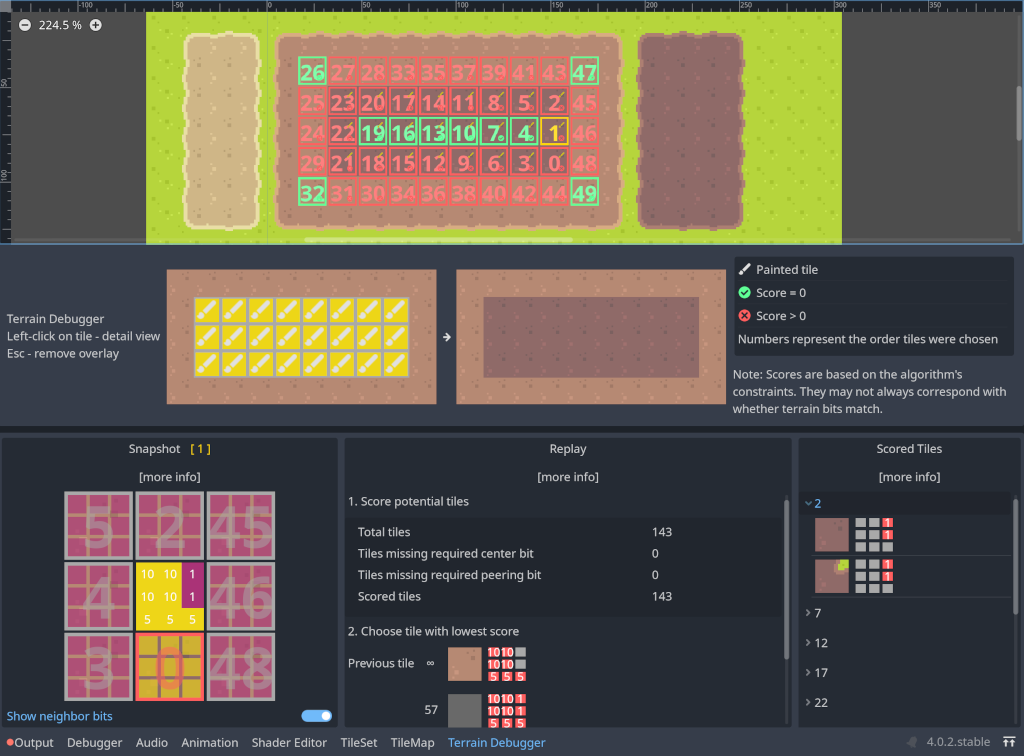 -100 -50 0 50 100 150 200 250 300 350
224.5 %
50
100
26 27 28 33 35 37 39 41 43 47
25 23 20 17 14 11 8 5 2 45
24 22 19 16 13 10 7 4 1 46
29 21 18 15 12 9 6 3 0 48
32 31 30 34 36 38 40 42 44 49
Terrain Debugger
Left-click on tile - detail view
Esc - remove overlay
Painted tile
Score = 0
Score > 0
Numbers represent the order tiles were chosen
Note: Scores are based on the algorithm's
constraints. They may not always correspond with
whether terrain bits match.
Snapshot [ 1 ]
[more info]
5 2 45
4
10 10 1
10 10 1
5 5 5
46
3 0 48
Show neighbor bits
Replay
[more info]
1. Score potential tiles
Total tiles 143
Tiles missing required center bit 0
Tiles missing required peering bit 0
Scored tiles 143
2. Choose tile with lowest score
Previous tile ∞
10 10
10 10
5 5 5
57
10 10 1
10 10 1
5 5 5
Scored Tiles
[more info]
2
1
1
1
1
7
12
17
22
Output Debugger Audio Animation Shader Editor TileSet TileMap Terrain Debugger 4.0.2.stable